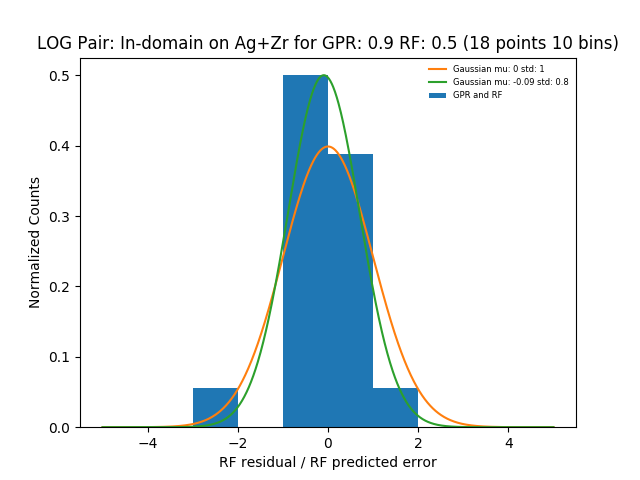 LOG Pair: In-domain on Ag+Zr for GPR: 0.9 RF: 0.5 (18 points 10 bins)
Gaussian mu: 0 std: 1
Gaussian mu: -0.09 std: 0.8
GPR and RF
Normalized Counts
0.5
0.4
0.3
0.2
0.1
0.0
−4 −2 0 2 4
RF residual / RF predicted error